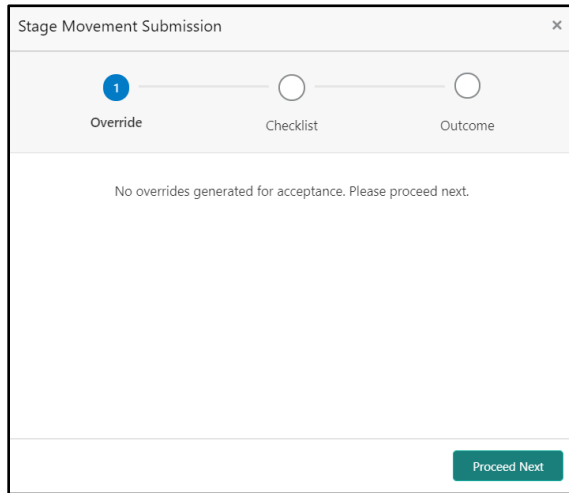 Stage Movement Submission ×
1
Override Checklist Outcome
No overrides generated for acceptance. Please proceed next.
Proceed Next